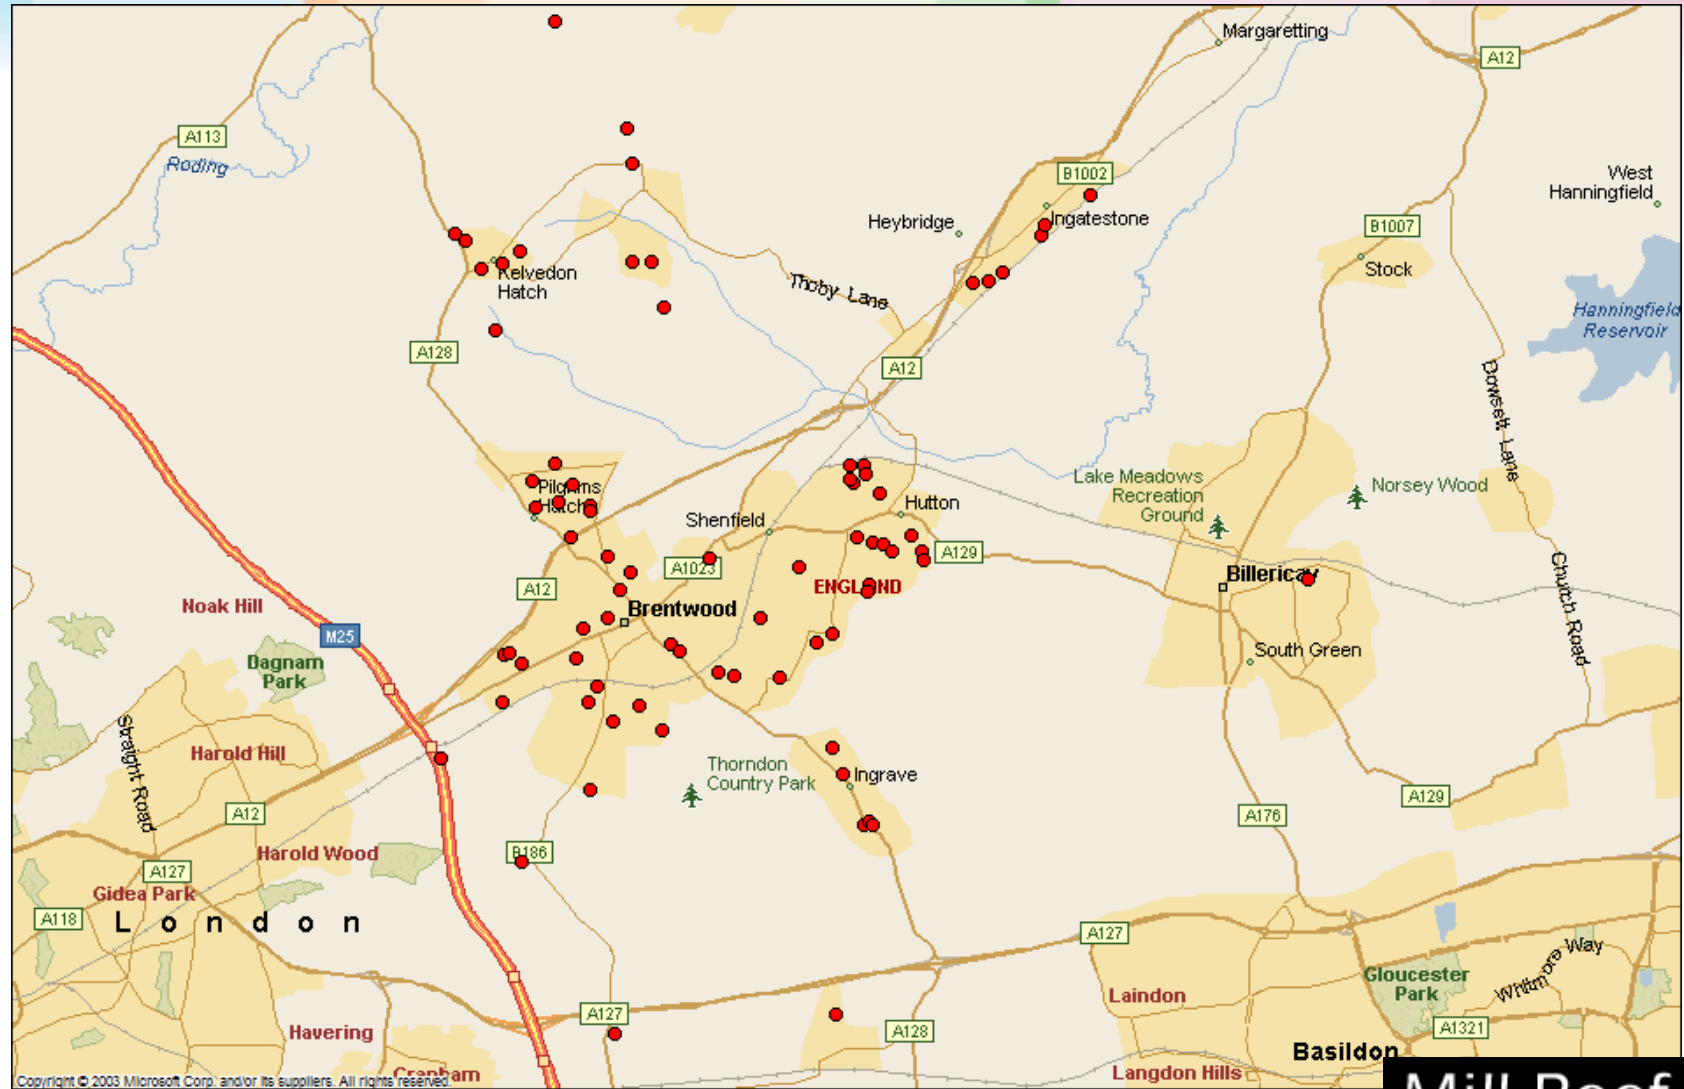 Margaretting
A12
A113
Roding
West
Hanningfield
B1002
Heybridge
Ingatestone
B1007
Stock
Kelvedon
Hatch
Thoby Lane
Hanningfield
Reservoir
A128
A12
Dowsett Lane
Lake Meadows
Recreation
Ground
Norsey Wood
Pilgrims
Hatch
Shenfield
Hutton
A129
A1023
A12
ENGLAND
Billericay
Noak Hill
Brentwood
M25
Church Road
South Green
Dagnam
Park
Straight Road
Harold Hill
Thorndon
Country Park
Ingrave
A129
A12
A176
Harold Wood
B186
A127
Gidea Park
A118
London
A127
Whitmore Way
Gloucester
Park
Laindon
A127
A128
A1321
Havering
Basildon
Cranham
Langdon Hills
Copyright © 2003 Microsoft Corp. and/or its suppliers. All rights reserved.